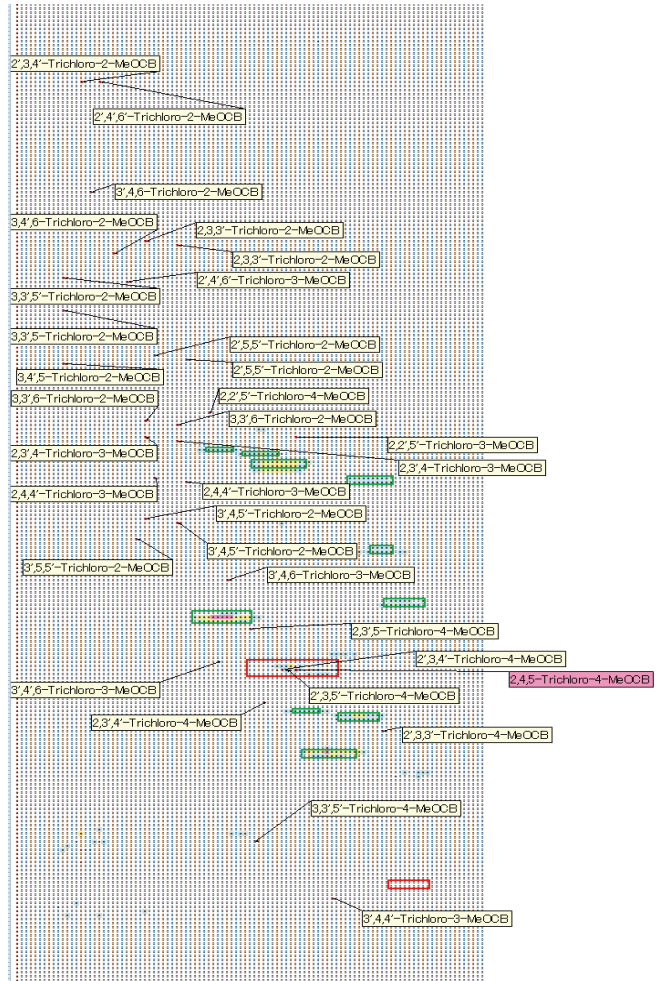 2',3,4'-Trichloro-2-MeOCB
2',4',6'-Trichloro-2-MeOCB
3',4,6-Trichloro-2-MeOCB
3,4',6-Trichloro-2-MeOCB
2,3,3'-Trichloro-2-MeOCB
2,3,3'-Trichloro-2-MeOCB
2',4',6'-Trichloro-3-MeOCB
3,3',5'-Trichloro-2-MeOCB
3,3',5-Trichloro-2-MeOCB
2',5,5'-Trichloro-2-MeOCB
2',5,5'-Trichloro-2-MeOCB
3,4',5-Trichloro-2-MeOCB
3,3',6-Trichloro-2-MeOCB
2,2',5'-Trichloro-4-MeOCB
3,3',6-Trichloro-2-MeOCB
2,2',5'-Trichloro-3-MeOCB
2,3',4-Trichloro-3-MeOCB
2,3',4-Trichloro-3-MeOCB
2,4,4'-Trichloro-3-MeOCB
2,4,4'-Trichloro-3-MeOCB
3',4,5'-Trichloro-2-MeOCB
3',4,5'-Trichloro-2-MeOCB
3',5,5'-Trichloro-2-MeOCB
3',4,6-Trichloro-3-MeOCB
2,3',5-Trichloro-4-MeOCB
2',3,4'-Trichloro-4-MeOCB
2,4,5-Trichloro-4-MeOCB
3',4',6-Trichloro-3-MeOCB
2',3,5'-Trichloro-4-MeOCB
2,3',4'-Trichloro-4-MeOCB
2',3,3'-Trichloro-4-MeOCB
3,3',5'-Trichloro-4-MeOCB
3',4,4'-Trichloro-3-MeOCB